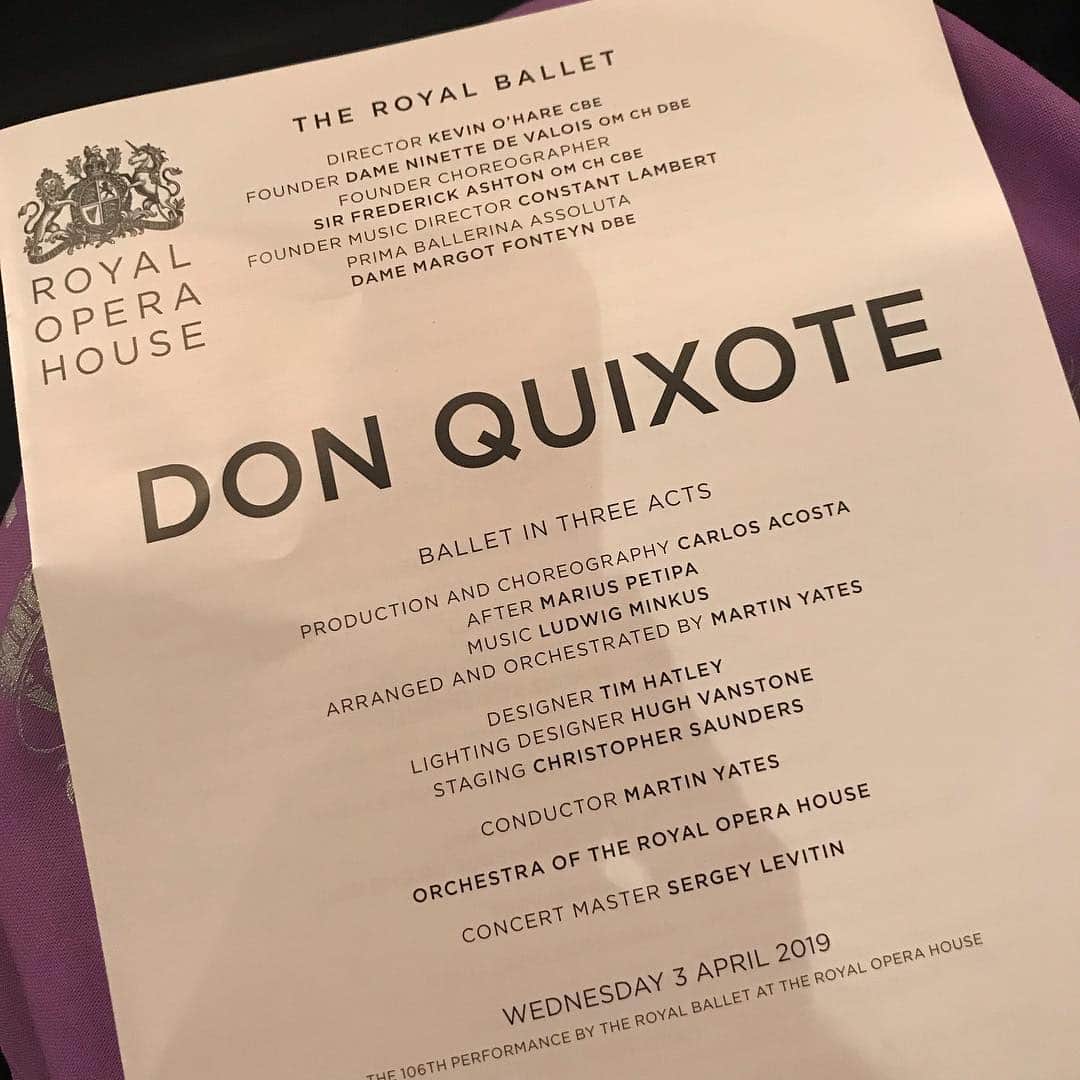 THE ROYAL BALLET
DIRECTOR KEVIN O'HARE CBE
FOUNDER DAME NINETTE DE VALOIS OM CH DBE
FOUNDER CHOREOGRAPHER
SIR FREDERICK ASHTON OM CH CBE
FOUNDER MUSIC DIRECTOR CONSTANT LAMBERT
PRIMA BALLERINA ASSOLUTA
DAME MARGOT FONTEYN DBE
ROYAL
OPERA
HOUSE
DON QUIXOTE
BALLET IN THREE ACTS
PRODUCTION AND CHOREOGRAPHY CARLOS ACOSTA
AFTER MARIUS PETIPA
MUSIC LUDWIG MINKUS
ARRANGED AND ORCHESTRATED BY MARTIN YATES
DESIGNER TIM HATLEY
LIGHTING DESIGNER HUGH VANSTONE
STAGING CHRISTOPHER SAUNDERS
CONDUCTOR MARTIN YATES
ORCHESTRA OF THE ROYAL OPERA HOUSE
CONCERT MASTER SERGEY LEVITIN
WEDNESDAY 3 APRIL 2019
THE 106TH PERFORMANCE BY THE ROYAL BALLET AT THE ROYAL OPERA HOUSE